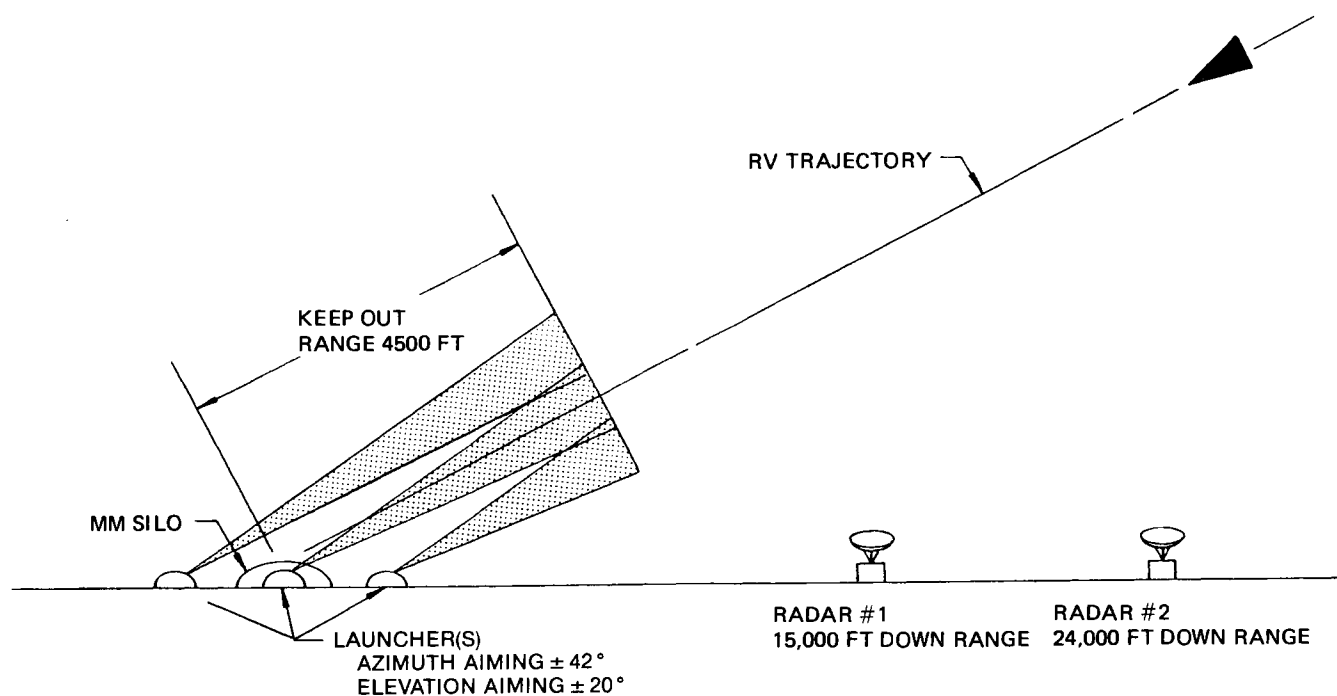 RV TRAJECTORY
KEEP OUT
RANGE 4500 FT
MM SILO
LAUNCHER(S)
AZIMUTH AIMING ± 42°
ELEVATION AIMING ± 20°
RADAR #1
15,000 FT DOWN RANGE
RADAR #2
24,000 FT DOWN RANGE